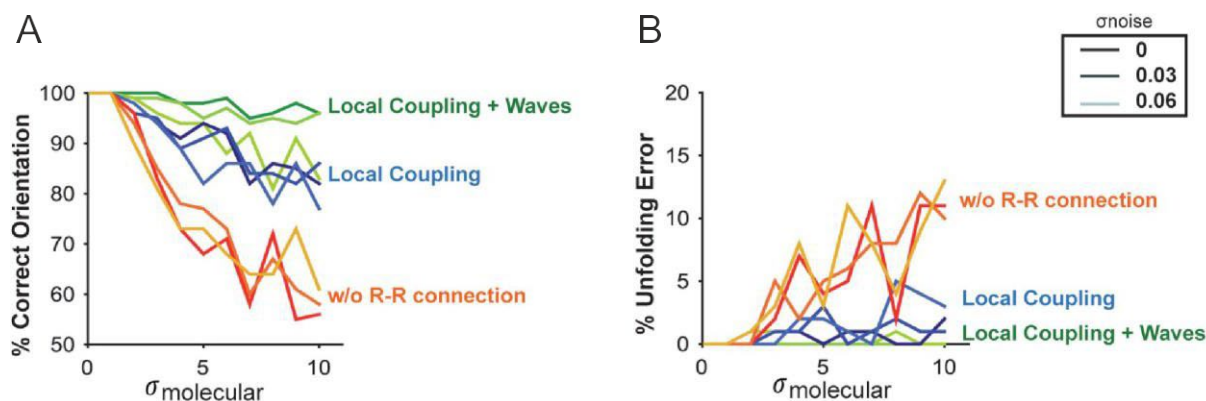 A
B
σnoise
0
0.03
0.06
% Correct Orientation
100
90
80
70
60
50
0
5
10
σmolecular
Local Coupling + Waves
Local Coupling
w/o R-R connection
% Unfolding Error
20
15
10
5
0
0
5
10
σmolecular
w/o R-R connection
Local Coupling
Local Coupling + Waves